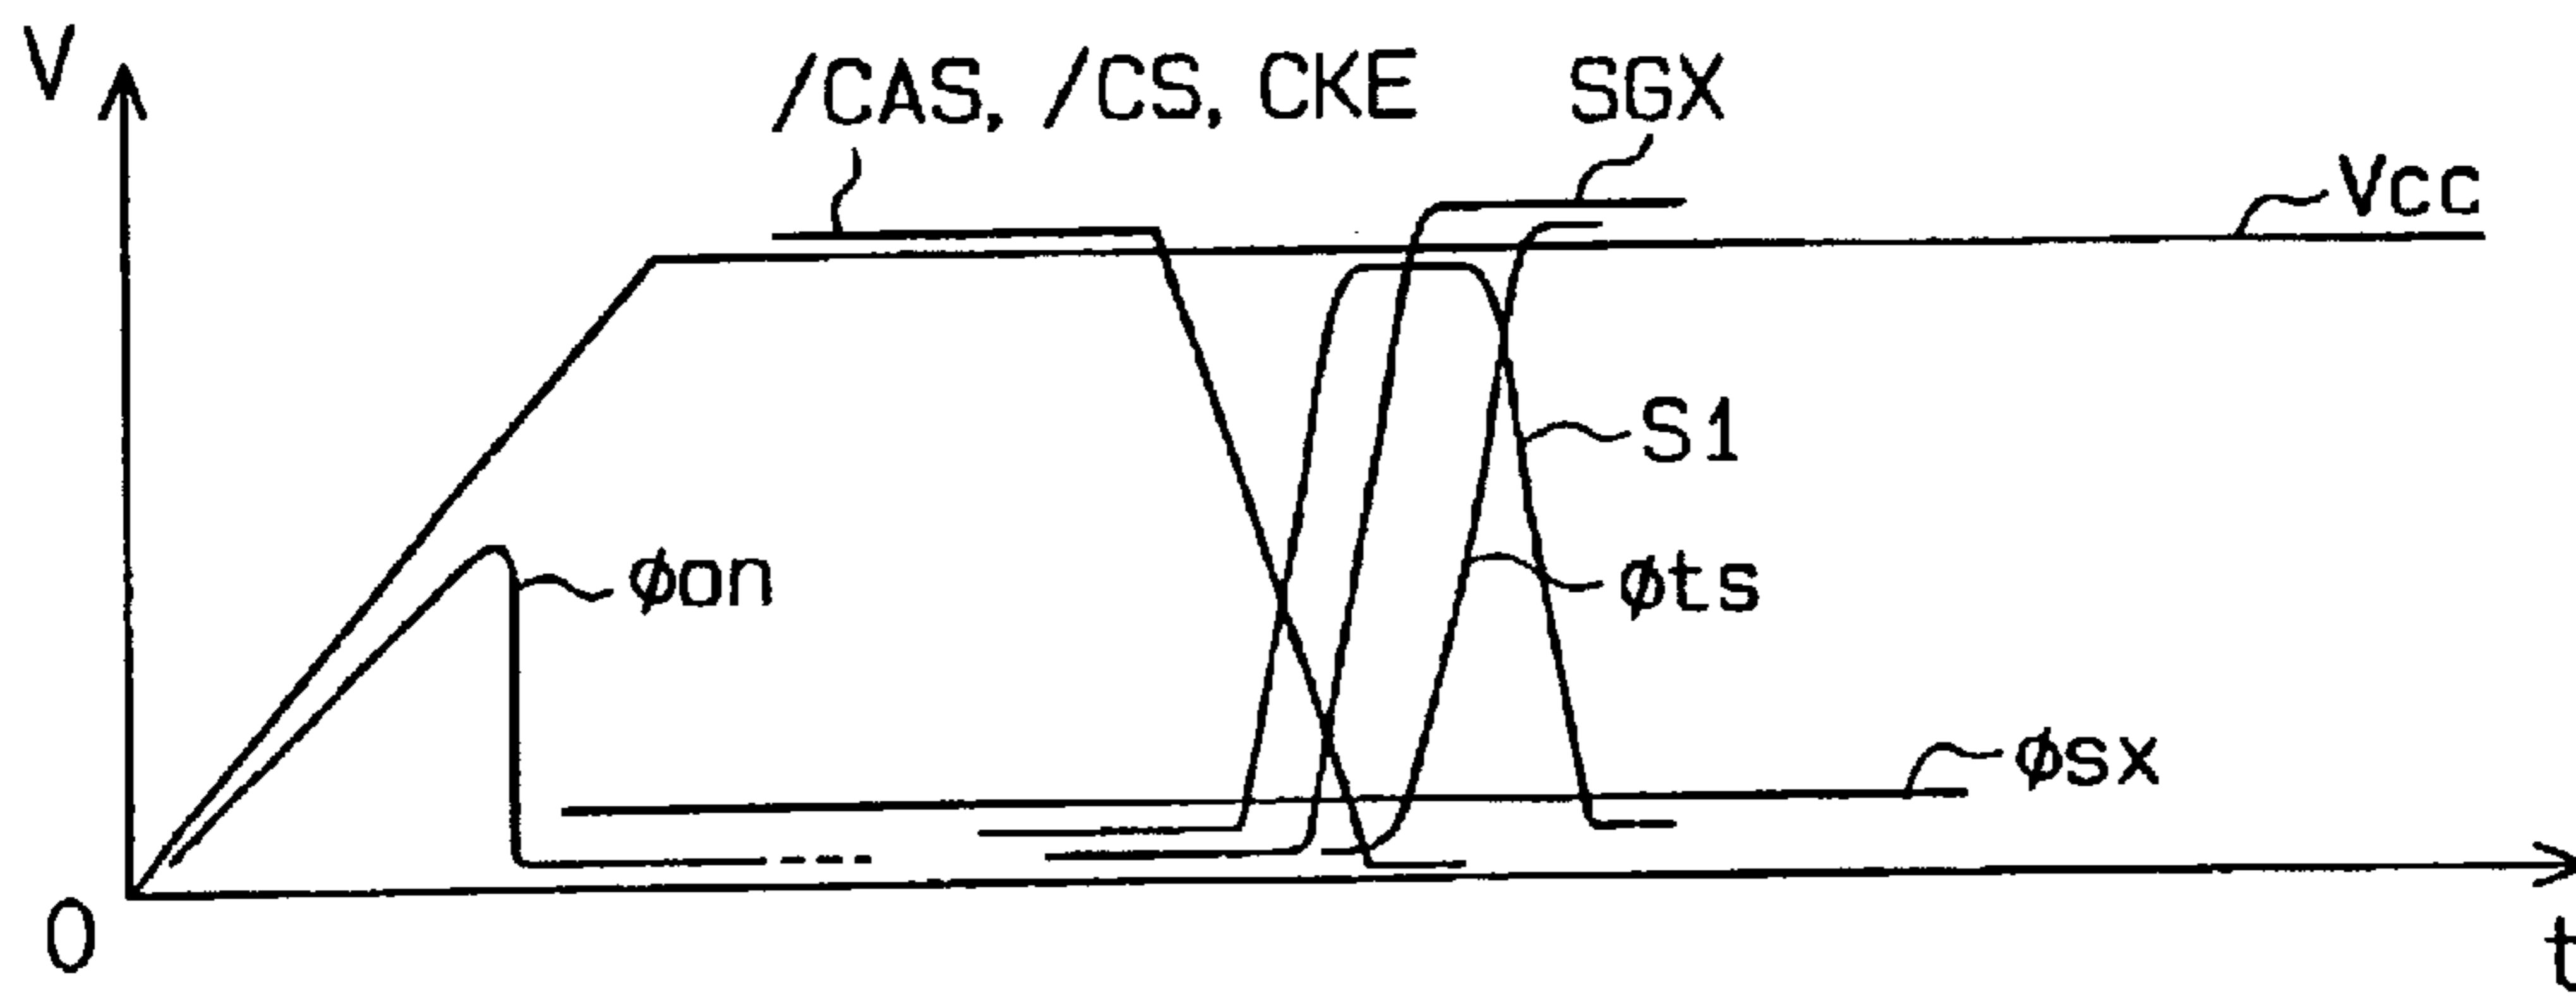 V
/CAS, /CS, CKE
SGX
Vcc
S1
φon
φts
φsx
0
t